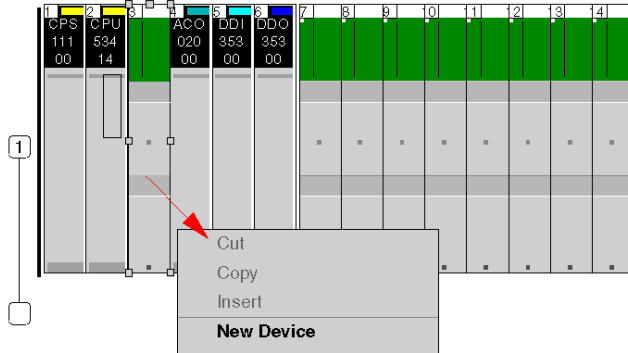 1 2 3 4 5 6 7 8 9 10 11 12 13 14
CPS CPU ACO DDI DDO
111 534 020 353 353
00 14 00 00 00
1
Cut
Copy
Insert
New Device